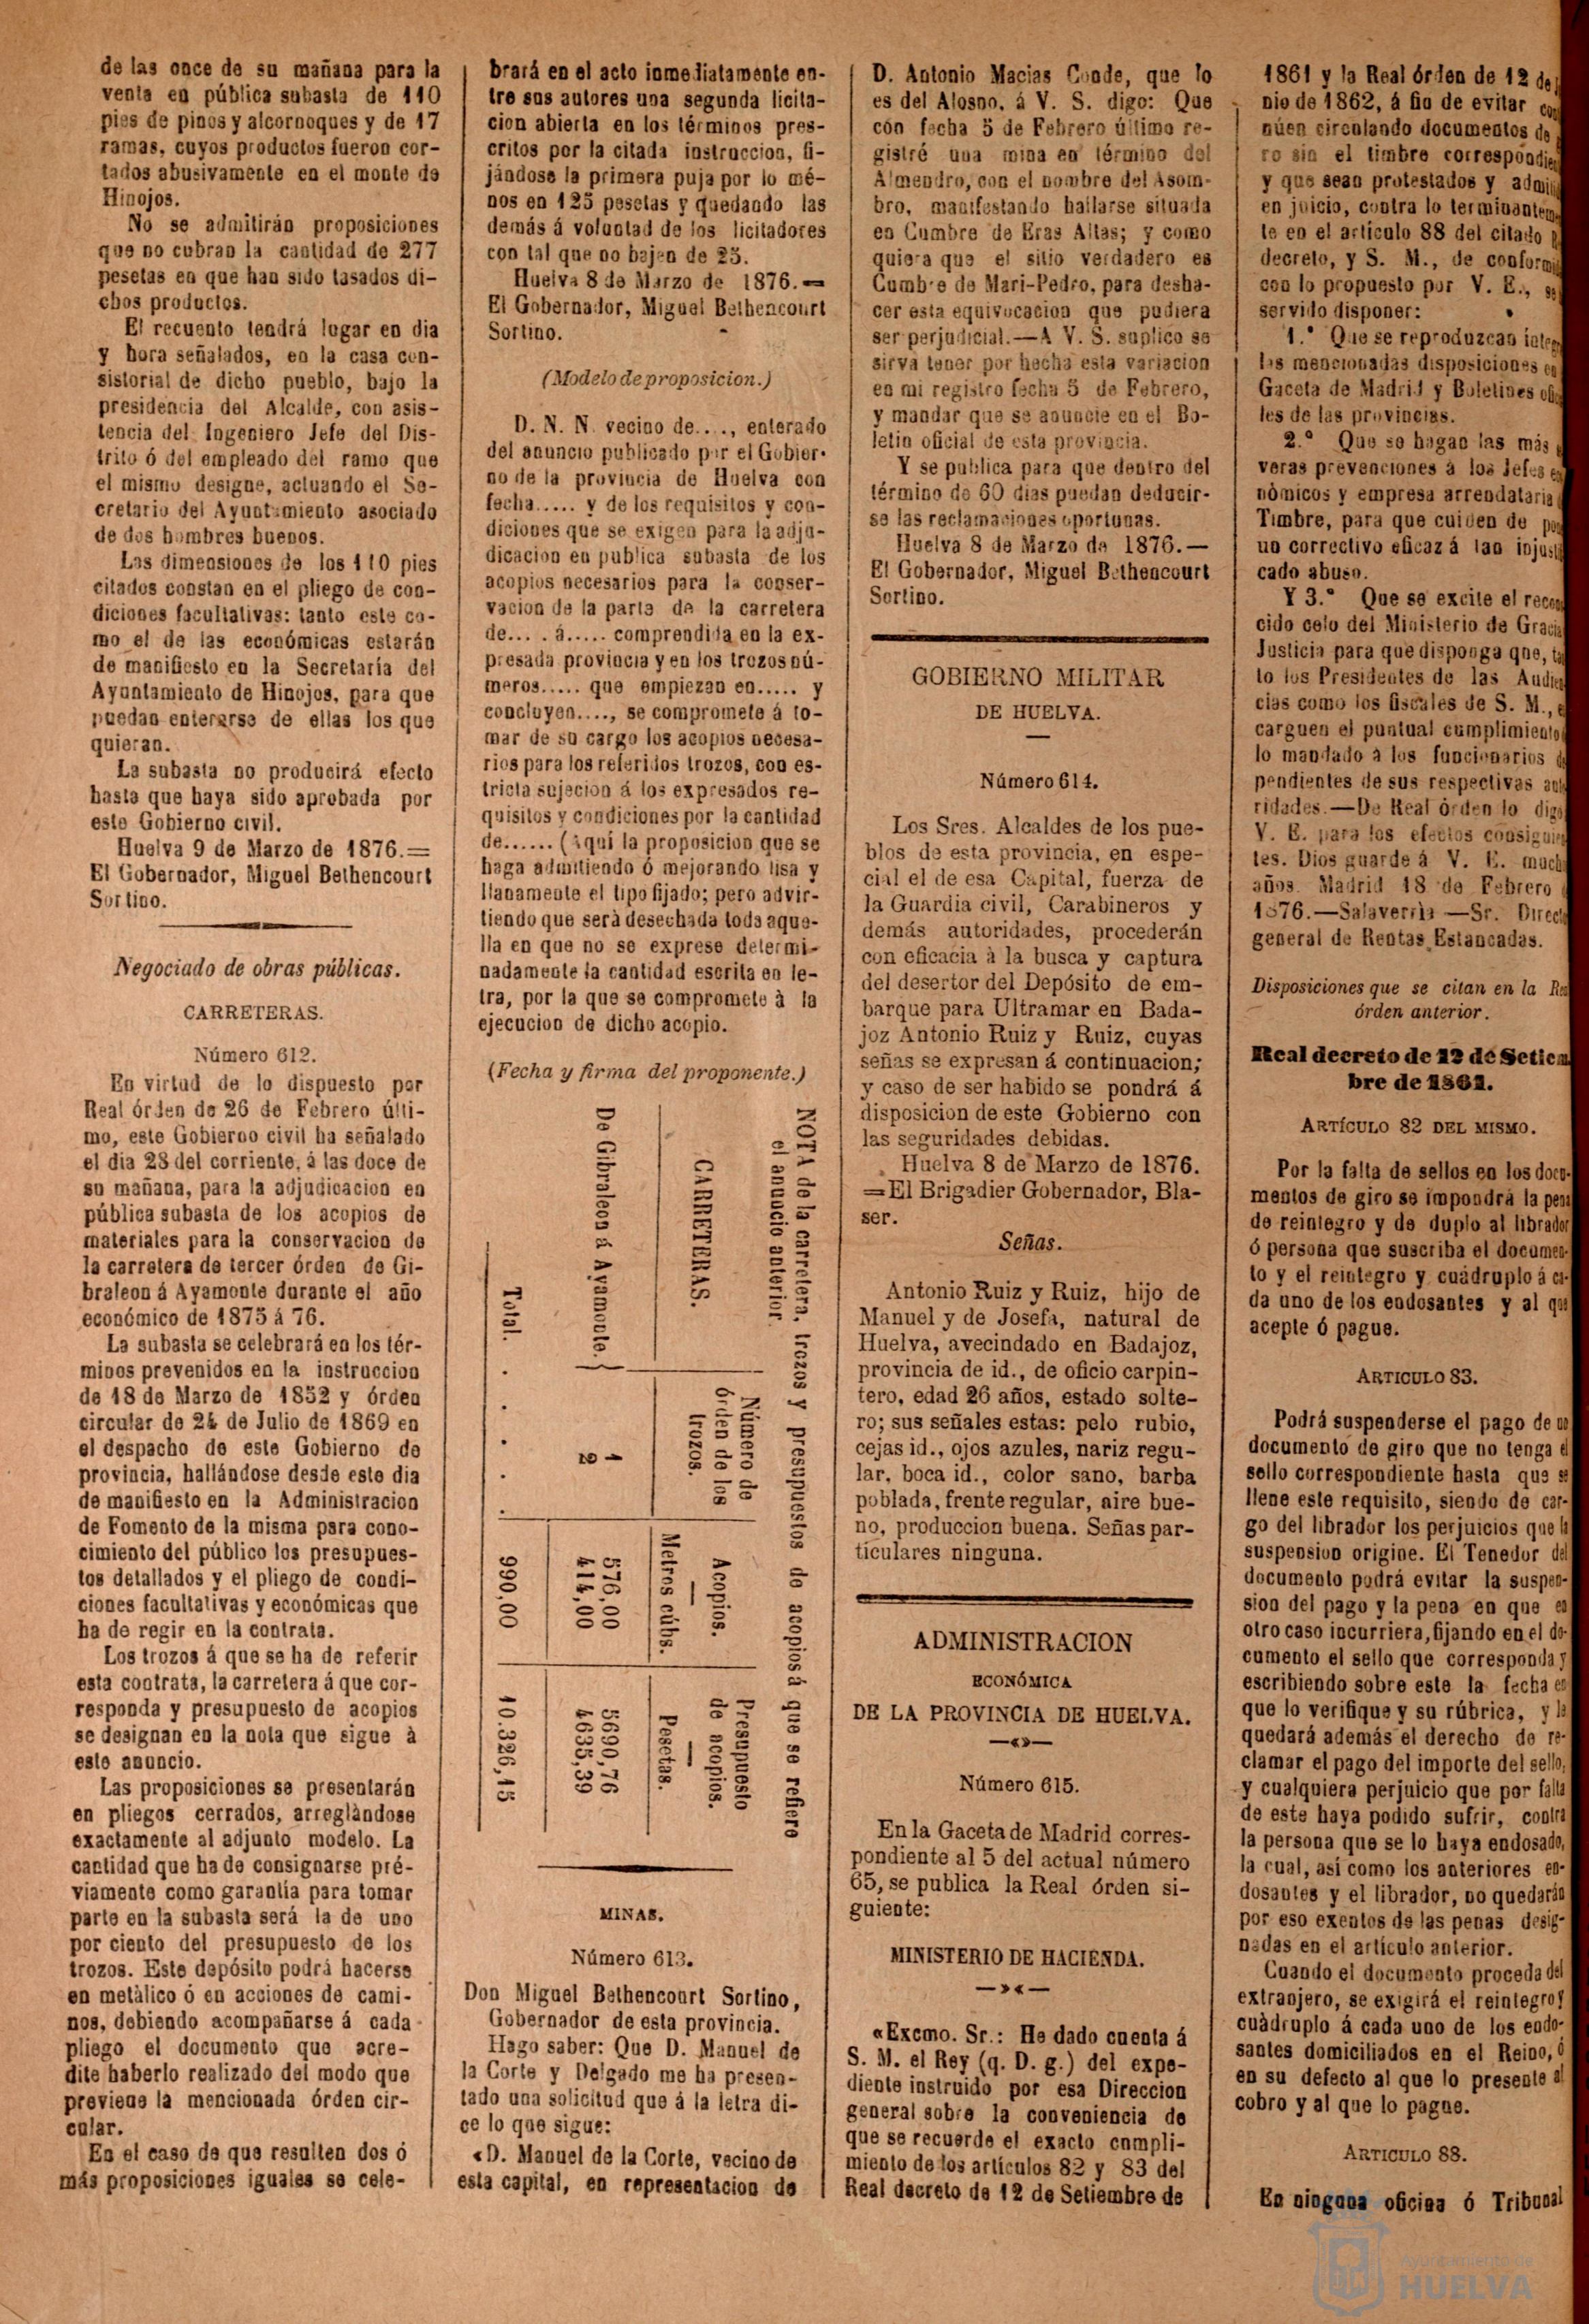 de las once de su mañana para la
venta en pública subasta de 110
pies de pinos y alcornoques y de 17
ramas, cuyos productos fueron cor-
tados abusivamente en el monte de
Hinojos.
No se admitirán proposiciones
que no cubran la cantidad de 277
pesetas en que han sido tasados di-
chos productos.
El recuento tendrá lugar en dia
y hora señalados, en la casa con-
sistorial de dicho pueblo, bajo la
presidencia del Alcalde, con asis-
tencia del Ingeniero Jefe del Dis-
trito ó del empleado del ramo que
el mismo designe, actuando el Se-
cretario del Ayuntamiento asociado
de dos hombres buenos.
Las dimensiones de los 110 pies
citados constan en el pliego de con-
diciones facultativas: tanto este co-
mo el de las económicas estarán
de manifiesto en la Secretaría del
Ayuntamiento de Hinojos, para que
puedan enterarse de ellas los que
quieran.
La subasta no producirá efecto
hasta que haya sido aprobada por
este Gobierno civil.
Huelva 9 de Marzo de 1876.=
El Gobernador, Miguel Bethencourt
Sortino.
Negociado de obras públicas.
CARRETERAS.
Número 612.
En virtud de lo dispuesto por
Real órden de 26 de Febrero últi-
mo, este Gobierno civil ha señalado
el dia 28 del corriente, á las doce de
su mañana, para la adjudicacion en
pública subasta de los acopios de
materiales para la conservacion de
la carretera de tercer órden de Gi-
braleon á Ayamonte durante el año
económico de 1875 á 76.
La subasta se celebrará en los tér-
minos prevenidos en la instruccion
de 18 de Marzo de 1852 y órden
circular de 24 de Julio de 1869 en
el despacho de este Gobierno de
provincia, hallándose desde este dia
de manifiesto en la Administracion
de Fomento de la misma para cono-
cimiento del público los presupues-
tos detallados y el pliego de condi-
ciones facultativas y económicas que
ha de regir en la contrata.
Los trozos á que se ha de referir
esta contrata, la carretera á que cor-
responda y presupuesto de acopios
se designan en la nota que sigue à
este anuncio.
Las proposiciones se presentarán
en pliegos cerrados, arreglàndose
exactamente al adjunto modelo. La
cantidad que ha de consignarse pré-
viamente como garantía para tomar
parte en la subasta será la de uno
por ciento del presupuesto de los
trozos. Este depósito podrá hacerse
en metàlico ó en acciones de cami-
nos, debiendo acompañarse á cada
pliego el documento que acre-
dite haberlo realizado del modo que
previene la mencionada órden cir-
cular.
En el caso de que resulten dos ó
más proposiciones iguales se cele-
brará en el acto inmediatamente en-
tre sus autores una segunda licita-
cion abierta en los términos pres-
critos por la citada instruccion, fi-
jándose la primera puja por lo mé-
nos en 125 pesetas y quedando las
demás á voluntad de los licitadores
con tal que no bajen de 25.
Huelva 8 de Marzo de 1876.=
El Gobernador, Miguel Bethencourt
Sortino.
(Modelo de proposicion.)
D. N. N. vecino de...., enterado
del anuncio publicado por el Gobier-
no de la provincia de Huelva con
fecha..... y de los requisitos y con-
diciones que se exigen para la adju-
dicacion en publica subasta de los
acopios necesarios para la conser-
vacion de la parte de la carretera
de... . á..... comprendida en la ex-
presada provincia y en los trozos nú-
meros..... que empiezan en..... y
concluyen...., se compromete á to-
mar de su cargo los acopios necesa-
rios para los referidos trozos, con es-
tricta sujecion á los expresados re-
quisitos y condiciones por la cantidad
de...... (Aquí la proposicion que se
haga admitiendo ó mejorando lisa y
llanamente el tipo fijado; pero advir-
tiendo que será desechada toda aque-
lla en que no se exprese determi-
nadamente la cantidad escrita en le-
tra, por la que se compromete à la
ejecucion de dicho acopio.
(Fecha y firma del proponente.)
NOTA de la carretera, trozos y presupuestos de acopios á que se refiere
el anuncio anterior.
CARRETERAS.
Número de
órden de los
trozos.
Acopios.
—
Metros cúbs.
Presupuesto
de acopios.
—
Pesetas.
De Gibraleon á Ayamonte.{
1
2
576,00
414,00
5690,76
4635,39
Total. . . . . .
990,00
10.326,15
MINAS.
Número 613.
Don Miguel Bethencourt Sortino,
Gobernador de esta provincia.
Hago saber: Que D. Manuel de
la Corte y Delgado me ha presen-
tado una solicitud que á la letra di-
ce lo que sigue:
«D. Manuel de la Corte, vecino de
esta capital, en representacion de
D. Antonio Macias Conde, que lo
es del Alosno, á V. S. digo: Que
con fecha 5 de Febrero último re-
gistré una mina en término del
Almendro, con el nombre del Asom-
bro, manifestando hallarse situada
en Cumbre de Eras Altas; y como
quiera que el sitio verdadero es
Cumbre de Mari-Pedro, para desha-
cer esta equivocacion que pudiera
ser perjudicial.—A V. S. suplico se
sirva tener por hecha esta variacion
en mi registro fecha 5 de Febrero,
y mandar que se anuncie en el Bo-
letin oficial de esta provincia.
Y se publica para que dentro del
término de 60 dias puedan deducir-
se las reclamaciones oportunas.
Huelva 8 de Marzo de 1876.—
El Gobernador, Miguel Bethencourt
Sortino.
GOBIERNO MILITAR
DE HUELVA.
Número 614.
Los Sres. Alcaldes de los pue-
blos de esta provincia, en espe-
cial el de esa Capital, fuerza de
la Guardia civil, Carabineros y
demás autoridades, procederán
con eficacia à la busca y captura
del desertor del Depósito de em-
barque para Ultramar en Bada-
joz Antonio Ruiz y Ruiz, cuyas
señas se expresan á continuacion;
y caso de ser habido se pondrá á
disposicion de este Gobierno con
las seguridades debidas.
Huelva 8 de Marzo de 1876.
=El Brigadier Gobernador, Bla-
ser.
Señas.
Antonio Ruiz y Ruiz, hijo de
Manuel y de Josefa, natural de
Huelva, avecindado en Badajoz,
provincia de id., de oficio carpin-
tero, edad 26 años, estado solte-
ro; sus señales estas: pelo rubio,
cejas id., ojos azules, nariz regu-
lar, boca id., color sano, barba
poblada, frente regular, aire bue-
no, produccion buena. Señas par-
ticulares ninguna.
ADMINISTRACION
ECONÓMICA
DE LA PROVINCIA DE HUELVA.
Número 615.
En la Gaceta de Madrid corres-
pondiente al 5 del actual número
65, se publica la Real órden si-
guiente:
MINISTERIO DE HACIENDA.
«Excmo. Sr.: He dado cuenta á
S. M. el Rey (q. D. g.) del expe-
diente instruido por esa Direccion
general sobre la conveniencia de
que se recuerde el exacto cumpli-
miento de los artículos 82 y 83 del
Real decreto de 12 de Setiembre de
1861 y la Real órden de 12 de
nio de 1862, á fin de evitar
núen circulando documentos de
ro sin el timbre
y que sean protestados y
en juicio, contra lo
te en el artículo 88 del citado
decreto, y S. M., de
con lo propuesto por V. E., se
servido disponer:
1.º Que se reproduzcan
las mencionadas disposiciones en
Gaceta de Madrid y Boletines
les de las provincias.
2.º Que se hagan las más
veras prevenciones á los Jefes
nómicos y empresa arrendataria
Timbre, para que cuiden de
un correctivo eficaz á tan
cado abuso.
Y 3.º Que se excite el
cido celo del Ministerio de Gracia
Justicia para que disponga que,
to los Presidentes de las
cias como los fiscales de S. M.,
carguen el puntual cumplimiento
lo mandado á los funcionarios
pendientes de sus respectivas
ridades.—De Real órden lo digo
V. E. para los efectos
tes. Dios guarde á V. E.
años. Madrid 18 de Febrero
1876.—Salaverría —Sr.
general de Rentas Estancadas.
Disposiciones que se citan en la
órden anterior.
Real decreto de 12 de Setiem
bre de 1861.
ARTÍCULO 82 DEL MISMO.
Por la falta de sellos en los docu-
mentos de giro se impondrá la pena
de reintegro y de duplo al librador
ó persona que suscriba el documen-
to y el reintegro y cuádruplo á ca-
da uno de los endosantes y al que
acepte ó pague.
ARTICULO 83.
Podrá suspenderse el pago de un
documento de giro que no tenga el
sello correspondiente hasta que se
llene este requisito, siendo de car-
go del librador los perjuicios que la
suspension origine. El Tenedor del
documento podrá evitar la suspen-
sion del pago y la pena en que en
otro caso incurriera, fijando en el do-
cumento el sello que corresponda y
escribiendo sobre este la fecha en
que lo verifique y su rúbrica, y le
quedará además el derecho de re-
clamar el pago del importe del sello,
y cualquiera perjuicio que por falta
de este haya podido sufrir, contra
la persona que se lo haya endosado,
la cual, así como los anteriores en-
dosantes y el librador, no quedarán
por eso exentos de las penas desig-
nadas en el artículo anterior.
Cuando el documento proceda del
extranjero, se exigirá el reintegro y
cuàdruplo á cada uno de los endo-
santes domiciliados en el Reino, ó
en su defecto al que lo presente al
cobro y al que lo pague.
ARTICULO 88.
En ninguna oficina ó Tribunal
Ayuntamiento de
HUELVA